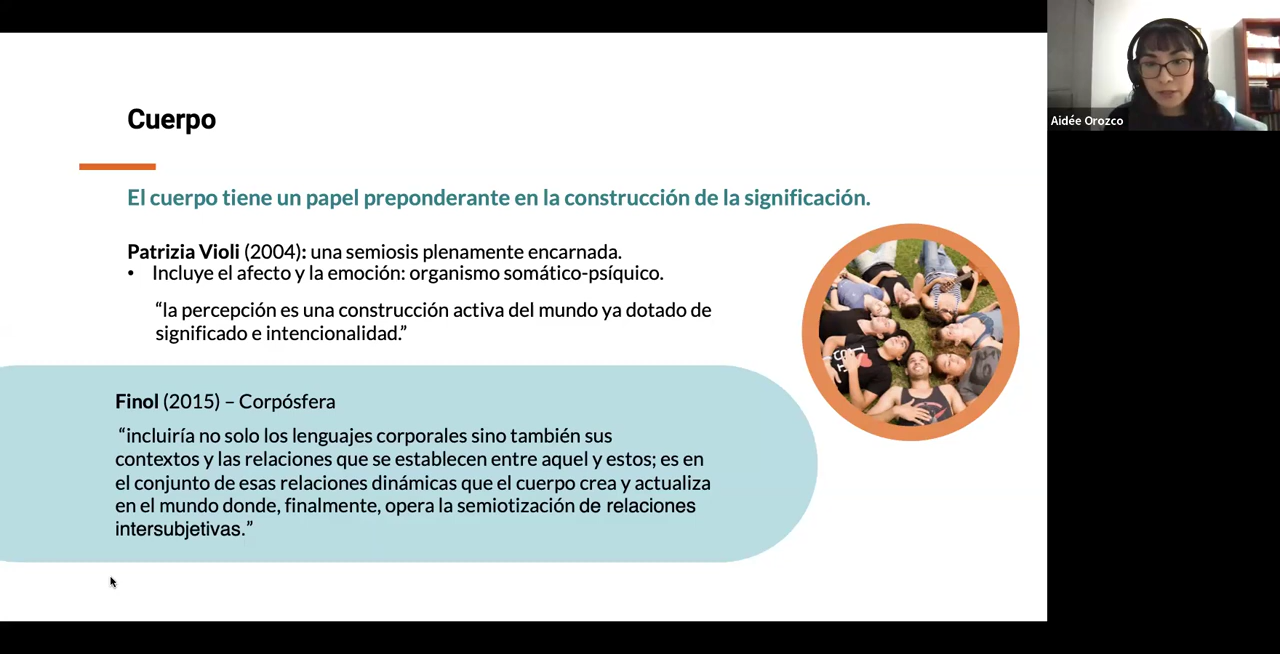 Cuerpo
El cuerpo tiene un papel preponderante en la construcción de la significación.
Patrizia Violi (2004): una semiosis plenamente encarnada.
• Incluye el afecto y la emoción: organismo somático-psíquico.
“la percepción es una construcción activa del mundo ya dotado de
significado e intencionalidad.”
Finol (2015) – Corpósfera
“incluiría no solo los lenguajes corporales sino también sus
contextos y las relaciones que se establecen entre aquel y estos; es en
el conjunto de esas relaciones dinámicas que el cuerpo crea y actualiza
en el mundo donde, finalmente, opera la semiotización de relaciones
intersubjetivas.”
Aidée Orozco